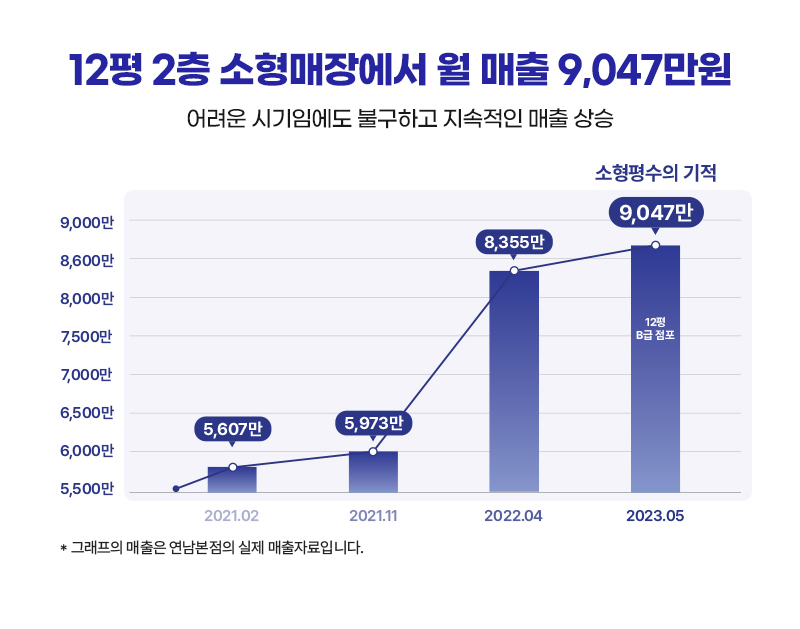 12평 2층 소형매장에서 월 매출 9,047만원
어려운 시기임에도 불구하고 지속적인 매출 상승
소형평수의 기적
9,000만
8,600만
8,000만
7,500만
7,000만
6,500만
6,000만
5,500만
5,607만
5,973만
8,355만
9,047만
12평
B급 점포
2021.02
2021.11
2022.04
2023.05
* 그래프의 매출은 연남본점의 실제 매출자료입니다.